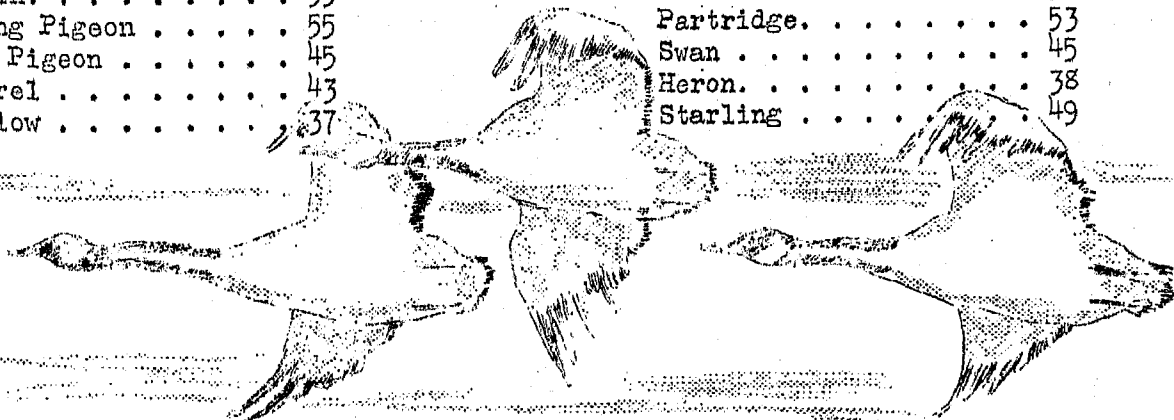 ng Pigeon . . . . . 55
Pigeon . . . . . . 45
rel . . . . . . . . 43
low . . . . . . . . 37
Partridge. . . . . . . . . 53
Swan . . . . . . . . . . . 45
Heron. . . . . . . . . . . 38
Starling . . . . . . . . . 49